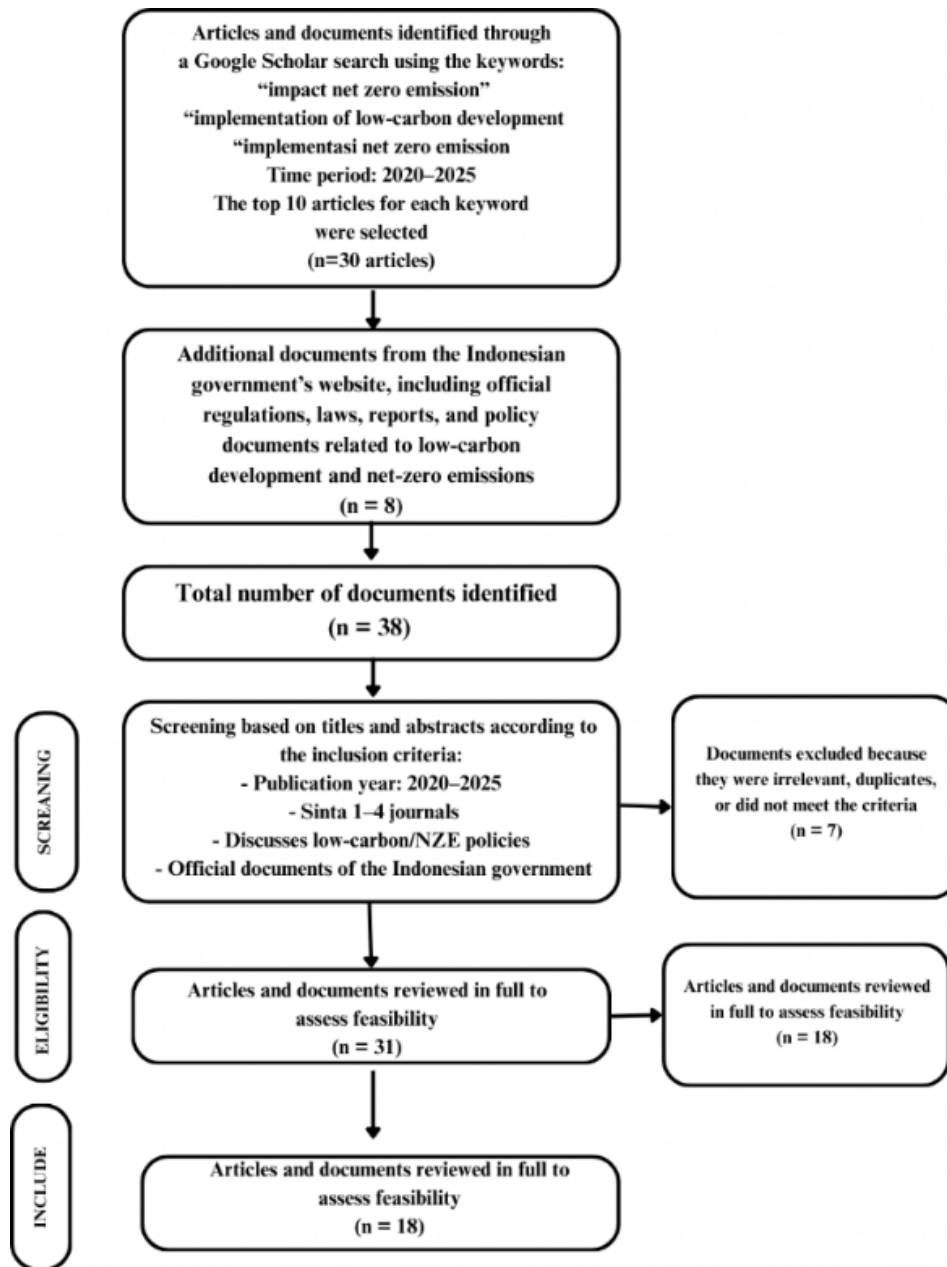 Articles and documents identified through
a Google Scholar search using the keywords:
“impact net zero emission”
“implementation of low-carbon development
“implementasi net zero emission
Time period: 2020–2025
The top 10 articles for each keyword
were selected
(n=30 articles)
Additional documents from the Indonesian
government’s website, including official
regulations, laws, reports, and policy
documents related to low-carbon
development and net-zero emissions
(n = 8)
Total number of documents identified
(n = 38)
SCREANING
Screening based on titles and abstracts according to
the inclusion criteria:
- Publication year: 2020–2025
- Sinta 1–4 journals
- Discusses low-carbon/NZE policies
- Official documents of the Indonesian government
Documents excluded because
they were irrelevant, duplicates,
or did not meet the criteria
(n = 7)
ELIGIBILITY
Articles and documents reviewed in full to
assess feasibility
(n = 31)
Articles and documents reviewed
in full to assess feasibility
(n = 18)
INCLUDE
Articles and documents reviewed in full to
assess feasibility
(n = 18)